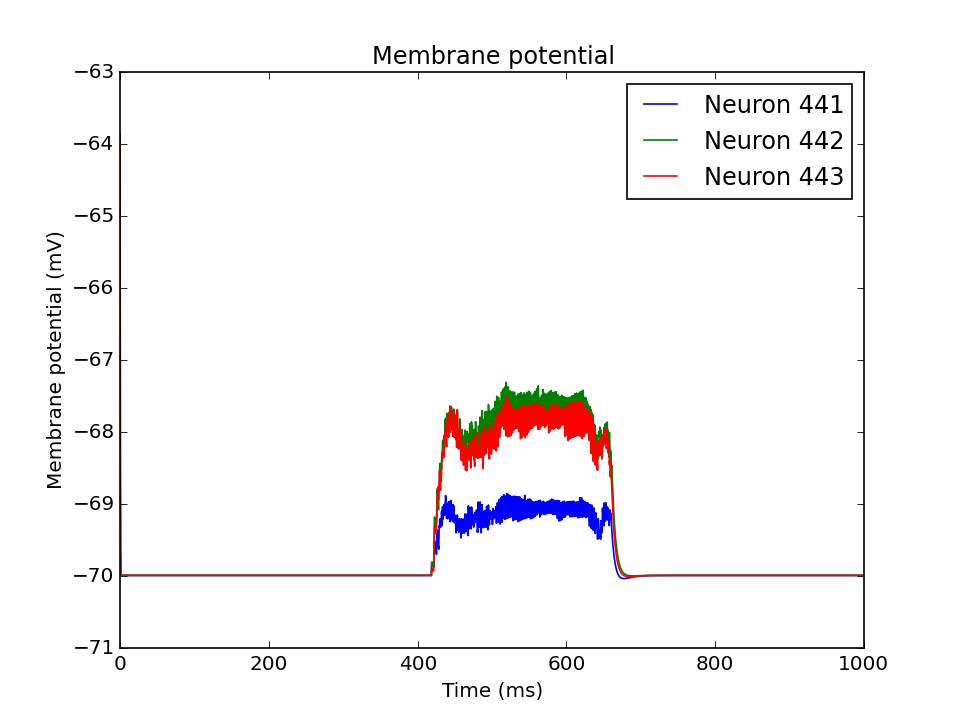 Membrane potential
Membrane potential (mV)
−63
−64
−65
−66
−67
−68
−69
−70
−71
Neuron 441
Neuron 442
Neuron 443
0 200 400 600 800 1000
Time (ms)